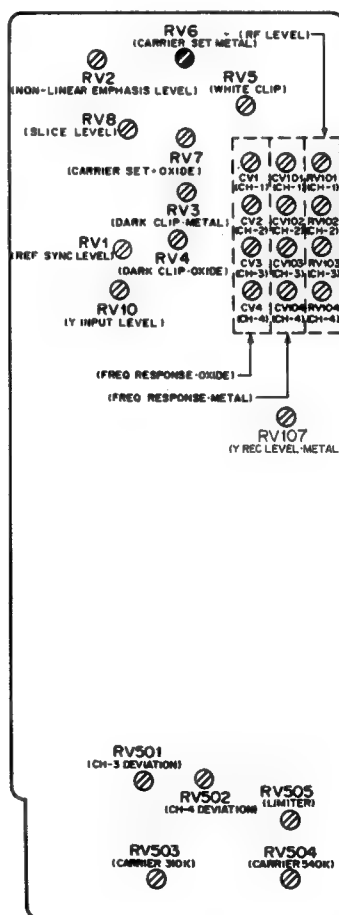 RV6
(CARRIER SET METAL)
(RF LEVEL)
RV2
(NON-LINEAR EMPHASIS LEVEL)
RV5
(WHITE CLIP)
RV8
(SLICE LEVEL)
RV7
(CARRIER SET-OXIDE)
CV1
(CH-1)
CV101
(CH-1)
RV101
(CH-1)
RV3
(DARK CLIP-METAL)
CV2
(CH-2)
CV102
(CH-2)
RV102
(CH-2)
RV1
(REF SYNC LEVEL)
RV4
(DARK CLIP-OXIDE)
CV3
(CH-3)
CV103
(CH-3)
RV103
(CH-3)
RV10
(Y INPUT LEVEL)
CV4
(CH-4)
CV104
(CH-4)
RV104
(CH-4)
(FREQ RESPONSE-OXIDE)
(FREQ RESPONSE-METAL)
RV107
(Y REC LEVEL-METAL
RV501
(CH-3 DEVIATION)
RV502
(CH-4 DEVIATION)
RV505
(LIMITER)
RV503
(CARRIER 310K)
RV504
(CARRIER 540K)